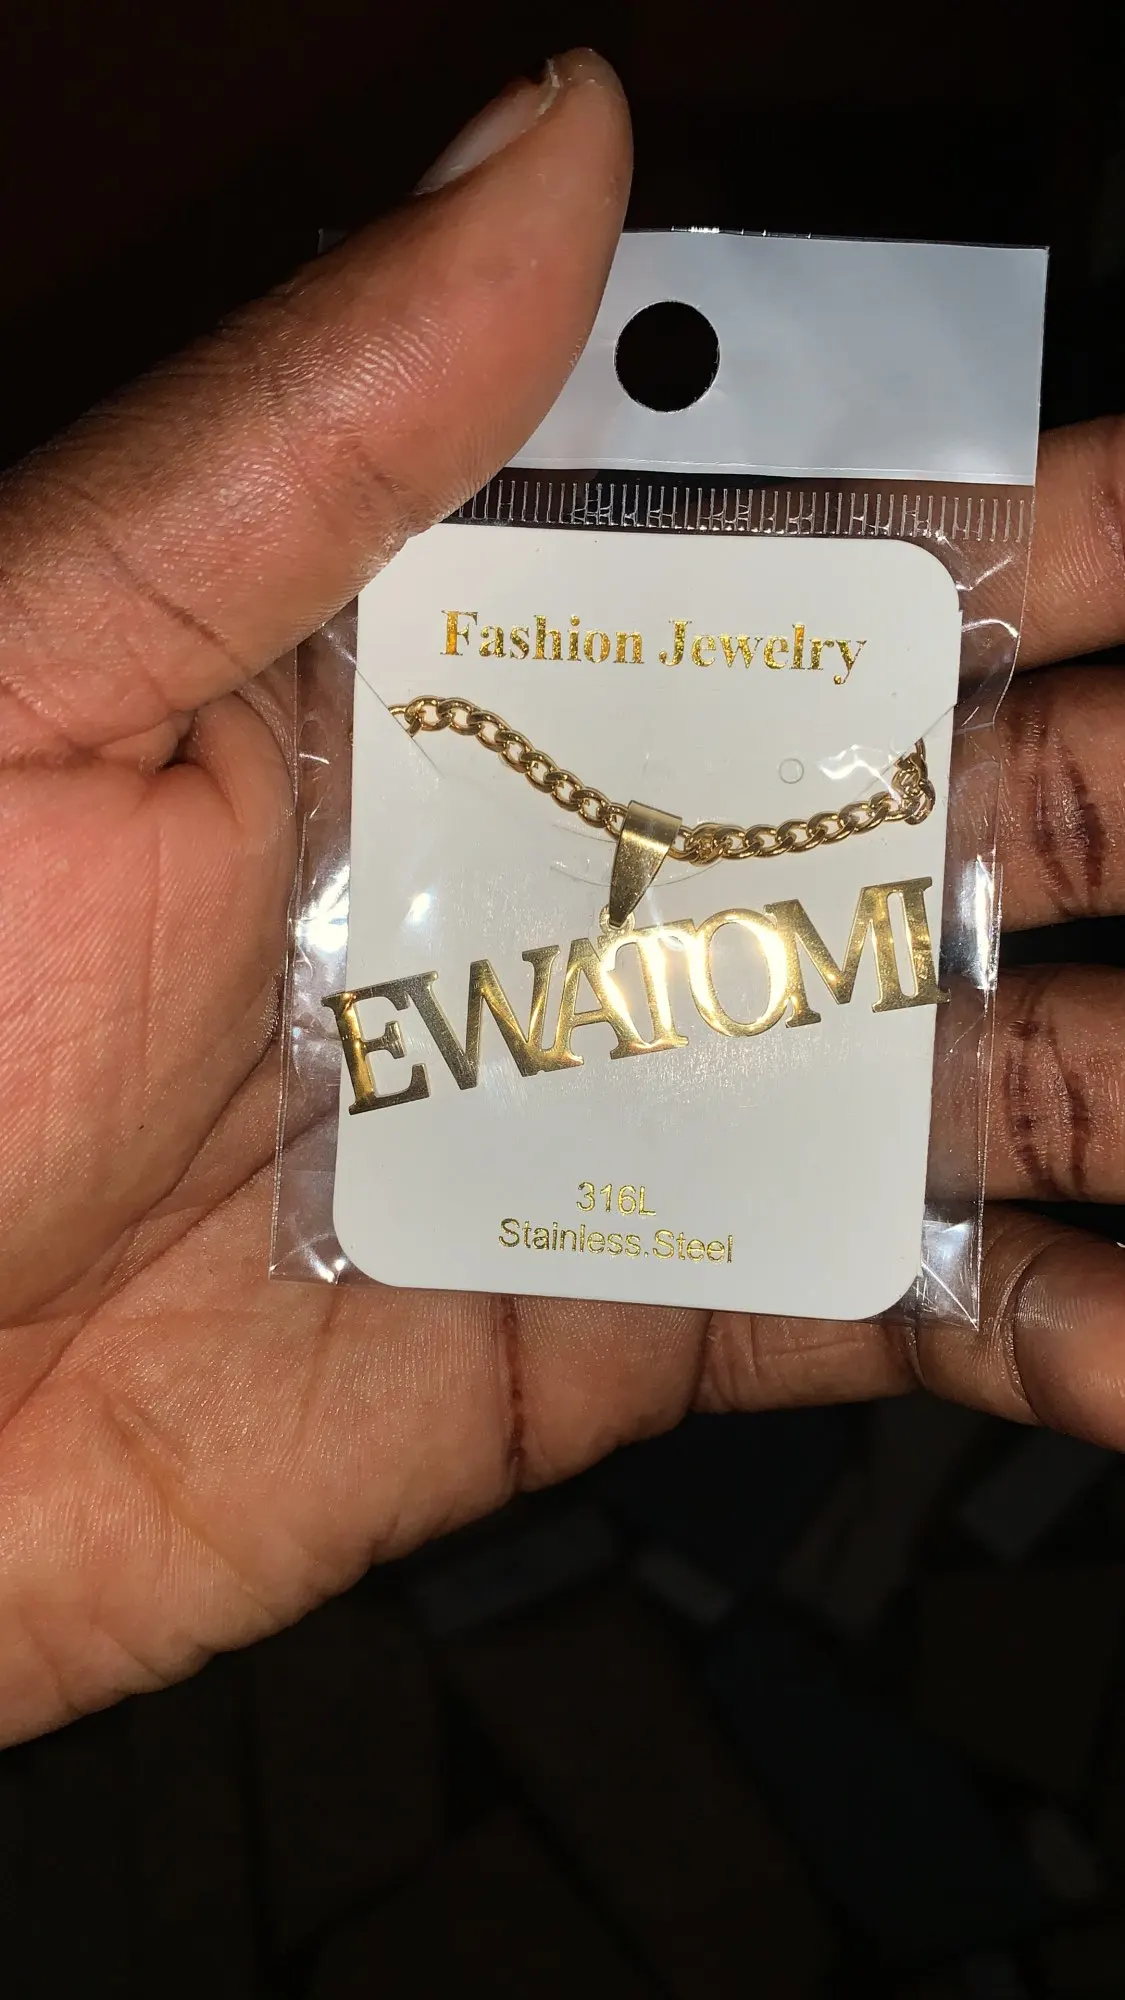 Fashion Jewelry
EWATOMI
316L
Stainless.Steel